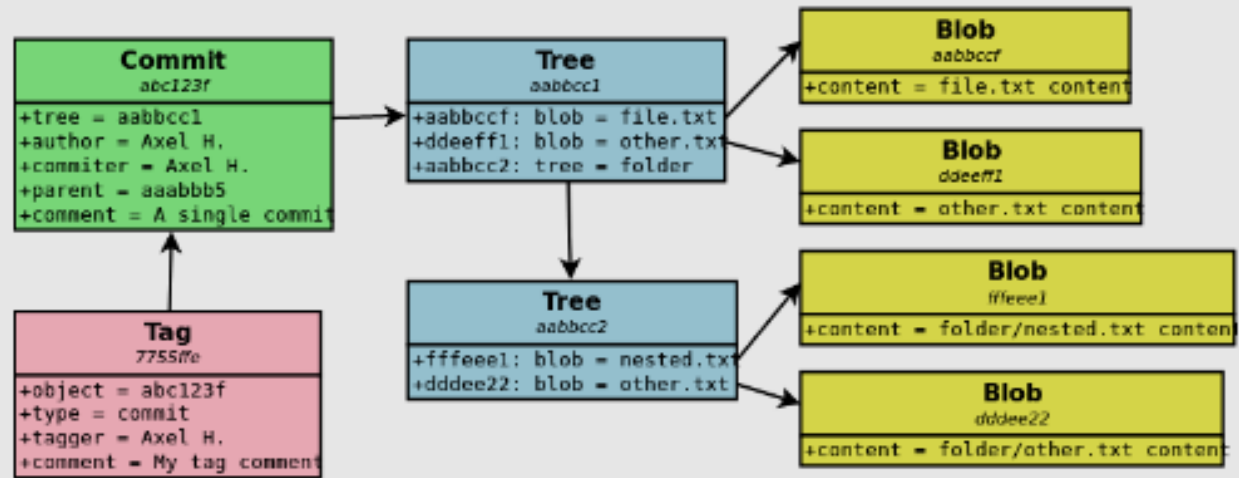 Commit
abc123f
+tree = aabbcc1
+author = Axel H.
+commiter = Axel H.
+parent = aaabbb5
+comment = A single commit
Tag
7755ffe
+object = abc123f
+type = commit
+tagger = Axel H.
+comment = My tag comment
Tree
aabbcc1
+aabbccf: blob = file.txt
+ddeeff1: blob = other.txt
+aabbcc2: tree = folder
Tree
aabbcc2
+fffeee1: blob = nested.txt
+dddee22: blob = other.txt
Blob
aabbccf
+content = file.txt content
Blob
ddeeff1
+content = other.txt content
Blob
fffeee1
+content = folder/nested.txt content
Blob
dddee22
+content = folder/other.txt content